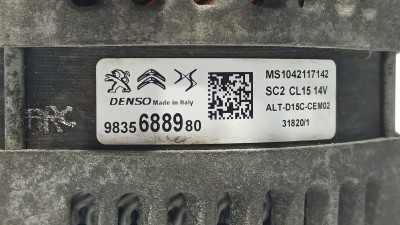 DENSO Made in Italy
9835688980
MS1042117142
SC2 CL15 14V
ALT-D15C-CEM02
31820/1